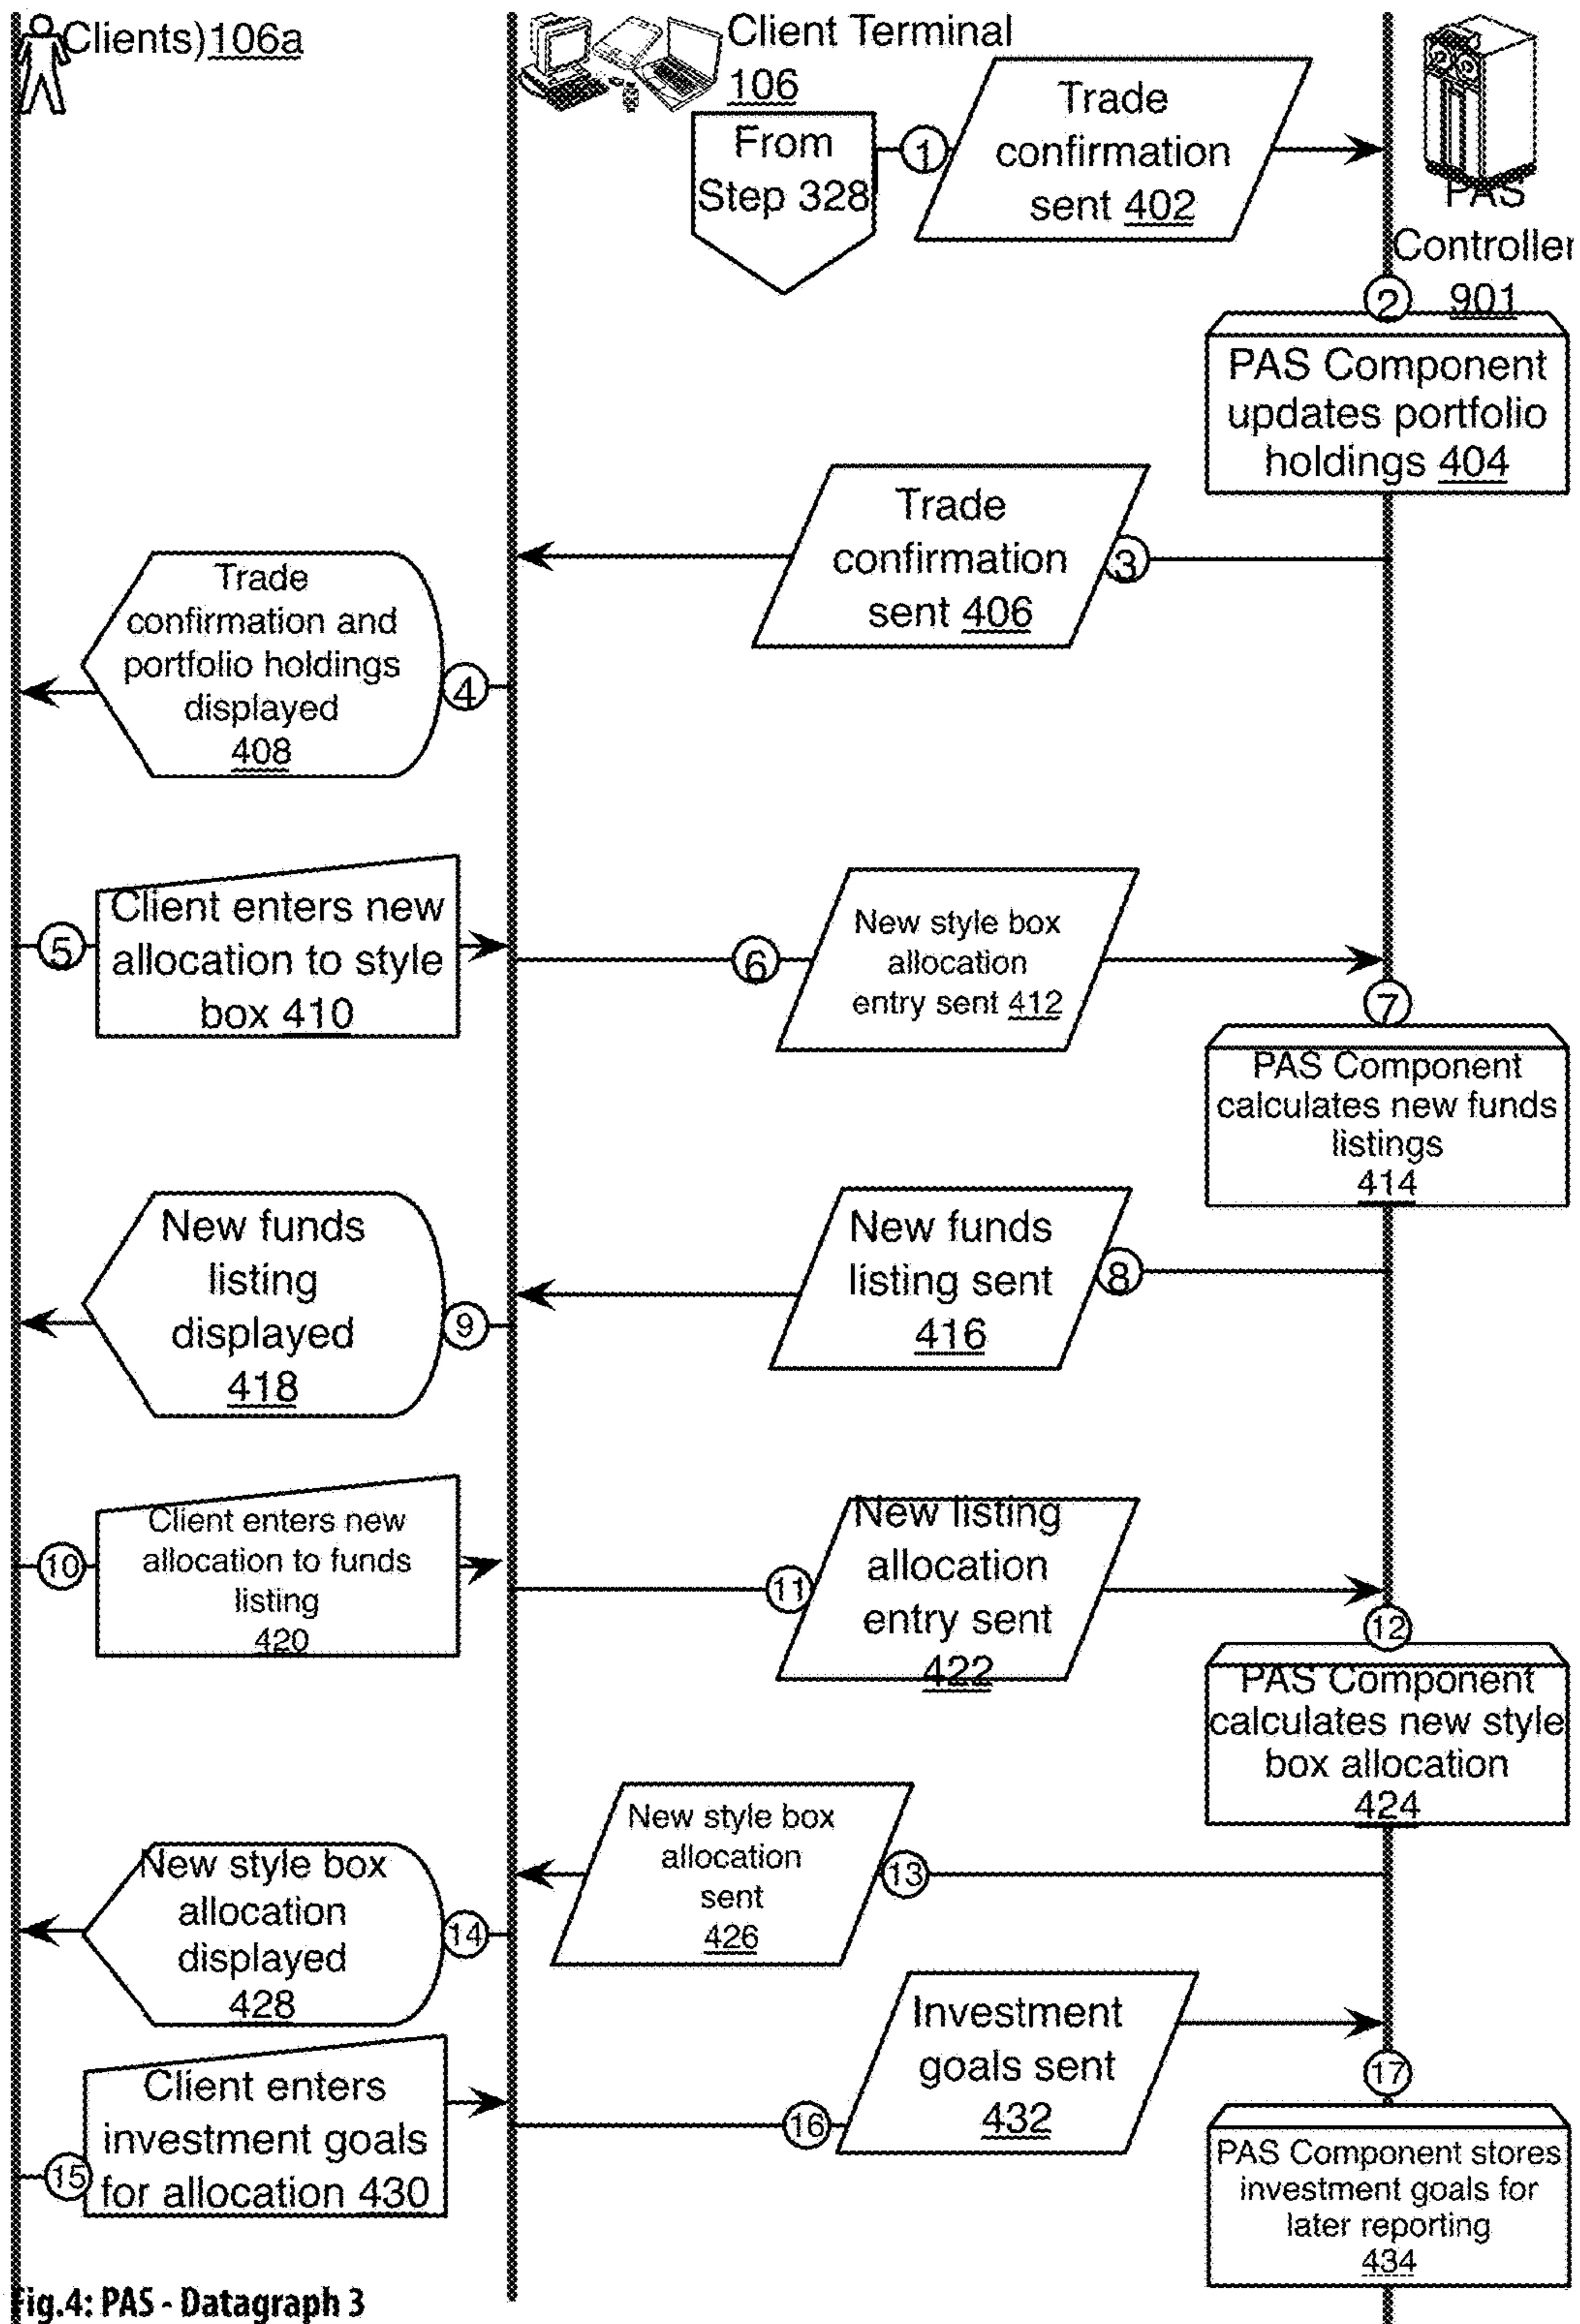 Clients)106a
Client Terminal
106
From
Step 328
1
Trade
confirmation
sent 402
PAS
Controller
901
2
PAS Component
updates portfolio
holdings 404
Trade
confirmation
sent 406
3
Trade
confirmation and
portfolio holdings
displayed
408
4
5
Client enters new
allocation to style
box 410
6
New style box
allocation
entry sent 412
7
PAS Component
calculates new funds
listings
414
New funds
listing sent
416
8
New funds
listing
displayed
418
9
10
Client enters new
allocation to funds
listing
420
11
New listing
allocation
entry sent
422
12
PAS Component
calculates new style
box allocation
424
New style box
allocation
sent
426
13
New style box
allocation
displayed
428
14
15
Client enters
investment goals
for allocation 430
16
Investment
goals sent
432
17
PAS Component stores
investment goals for
later reporting
434
Fig.4: PAS - Datagraph 3